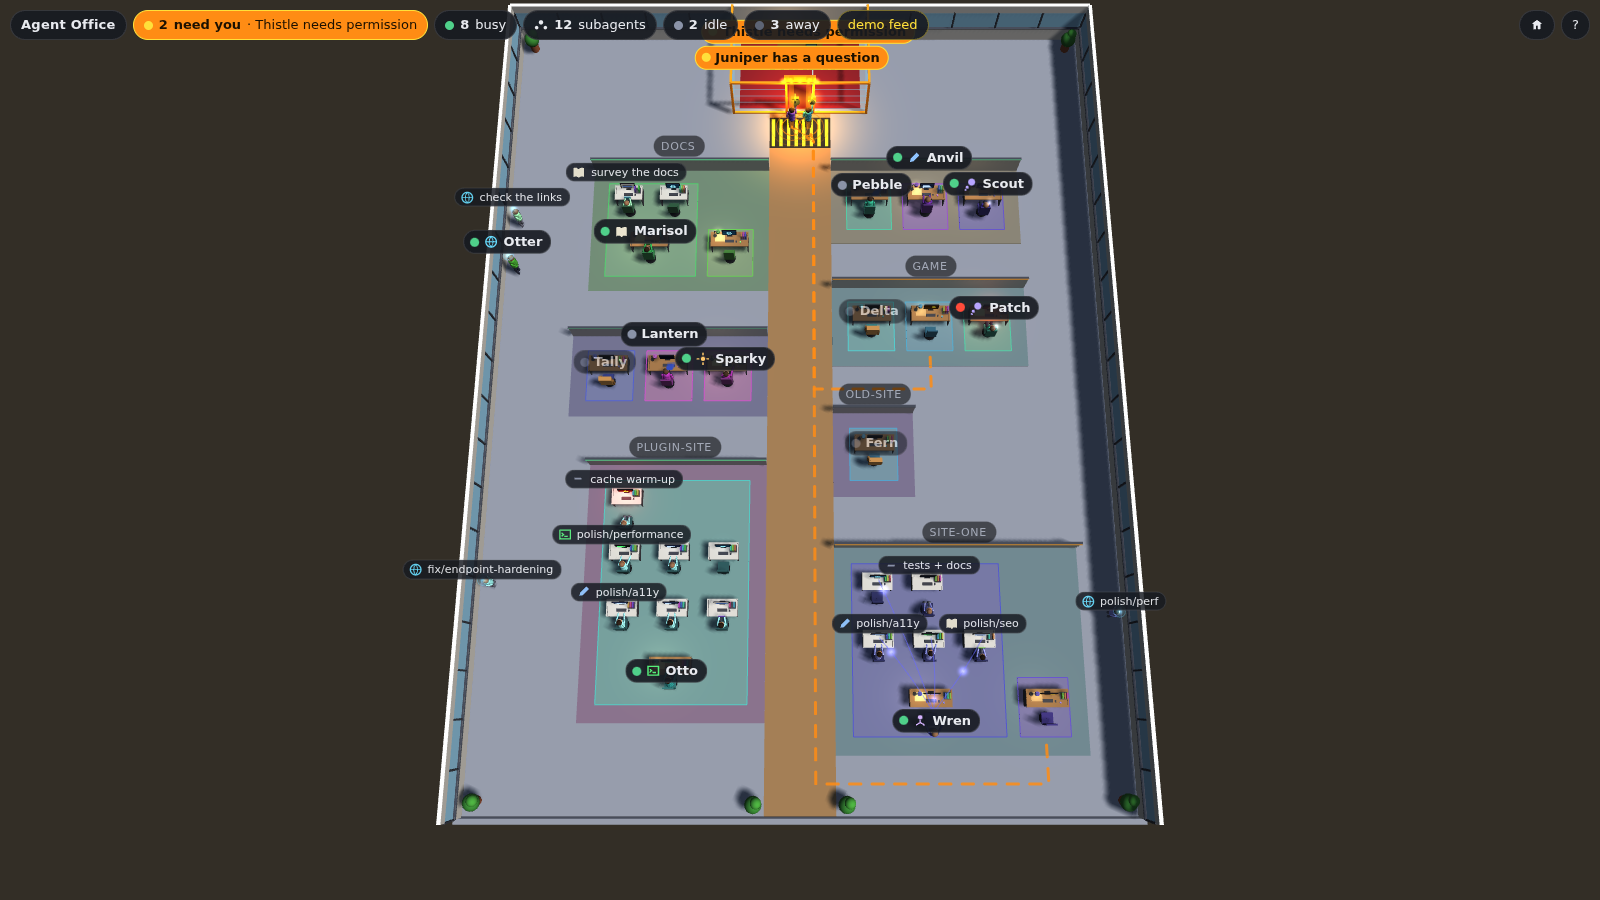 Agent Office
2 need you · Thistle needs permission
8 busy
12 subagents
2 idle
3 away
demo feed
?
Thistle needs permission
Juniper has a question
DOCS
survey the docs
check the links
Otter
Marisol
Anvil
Pebble
Scout
GAME
Delta
Patch
Lantern
Tally
Sparky
OLD-SITE
Fern
PLUGIN-SITE
cache warm-up
polish/performance
fix/endpoint-hardening
polish/a11y
Otto
SITE-ONE
tests + docs
polish/a11y
polish/seo
polish/perf
Wren